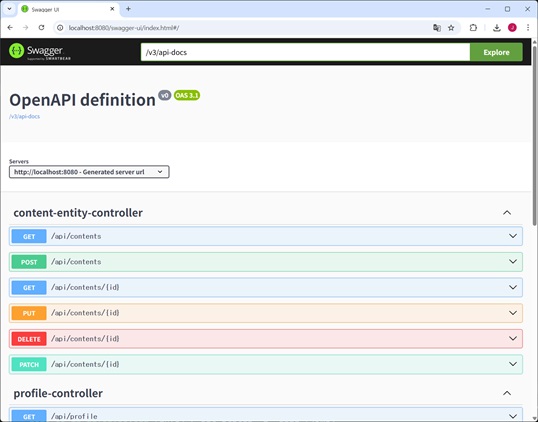 Swagger UI
localhost:8080/swagger-ui/index.html#/
J
Swagger
Supported by SMARTBEAR
/v3/api-docs
Explore
OpenAPI definition v0 OAS 3.1
/v3/api-docs
Servers
http://localhost:8080 - Generated server url
content-entity-controller
GET /api/contents
POST /api/contents
GET /api/contents/{id}
PUT /api/contents/{id}
DELETE /api/contents/{id}
PATCH /api/contents/{id}
profile-controller
GET /api/profile